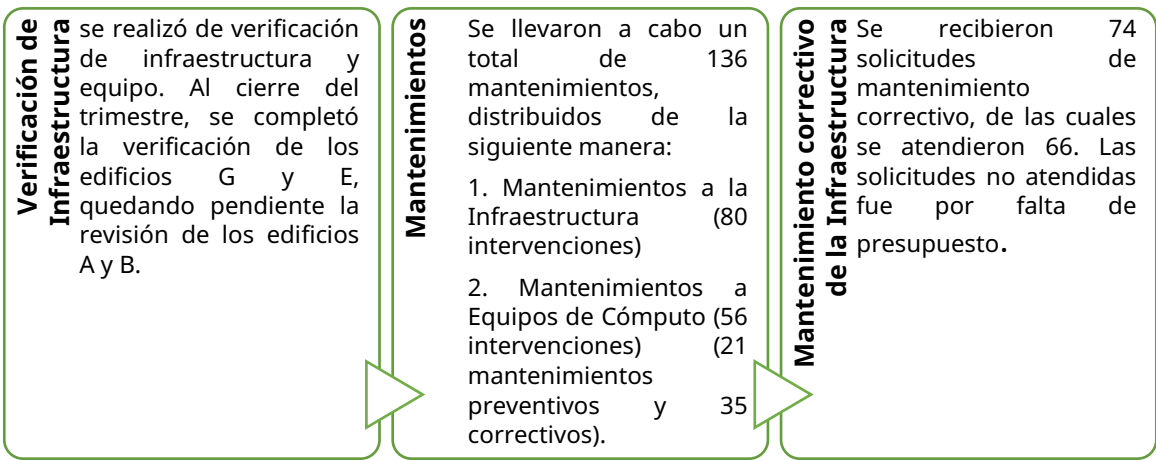 Verificación de
Infraestructura
se realizó de verificación
de infraestructura y
equipo. Al cierre del
trimestre, se completó
la verificación de los
edificios G y E,
quedando pendiente la
revisión de los edificios
A y B.
Mantenimientos
Se llevaron a cabo un
total de 136
mantenimientos,
distribuidos de la
siguiente manera:
1. Mantenimientos a la
Infraestructura (80
intervenciones)
2. Mantenimientos a
Equipos de Cómputo (56
intervenciones) (21
mantenimientos
preventivos y 35
correctivos).
Mantenimiento correctivo
de la Infraestructura
Se recibieron 74
solicitudes de
mantenimiento
correctivo, de las cuales
se atendieron 66. Las
solicitudes no atendidas
fue por falta de
presupuesto.